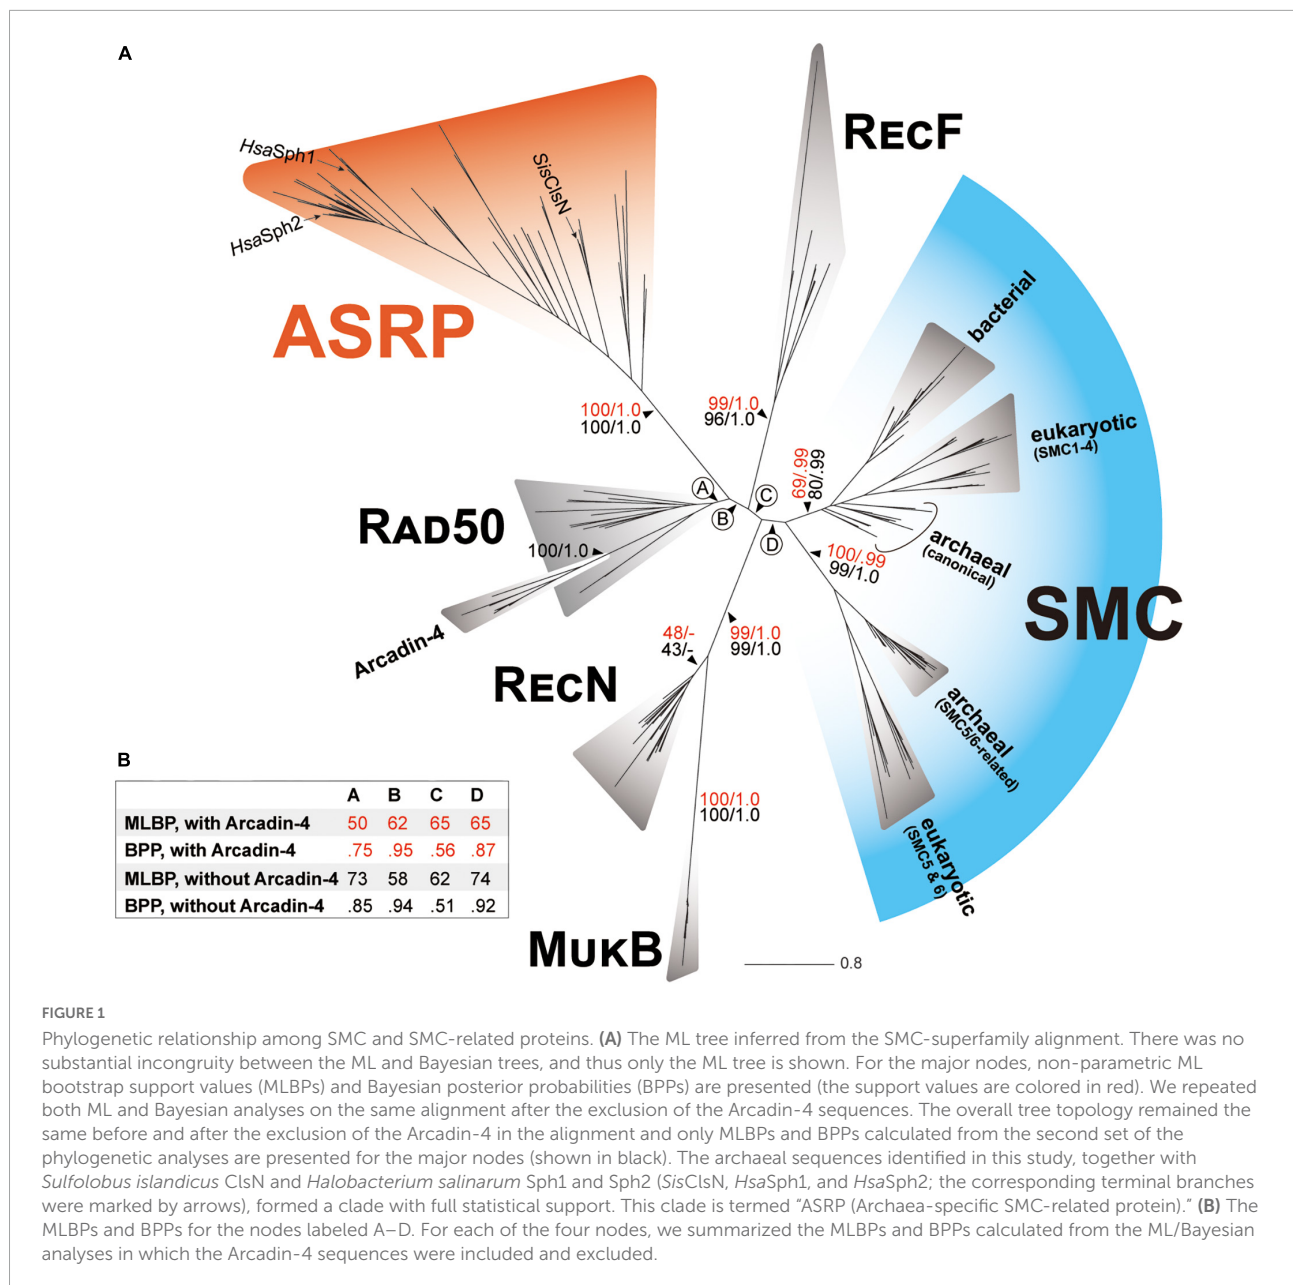 A
HsaSph1
HsaSph2
SisClsN
ASRP
RECF
bacterial
eukaryotic
(SMC1-4)
archaeal
(canonical)
SMC
archaeal
(SMC5/6-related)
eukaryotic
(SMC5 & 6)
100/1.0
100/1.0
99/1.0
96/1.0
69/.99
80/.99
A
B
C
D
RAD50
100/1.0
Arcadin-4
100/.99
99/1.0
48/-
43/-
99/1.0
99/1.0
RECN
100/1.0
100/1.0
MUKB
0.8
B
A B C D
MLBP, with Arcadin-4 50 62 65 65
BPP, with Arcadin-4 .75 .95 .56 .87
MLBP, without Arcadin-4 73 58 62 74
BPP, without Arcadin-4 .85 .94 .51 .92
FIGURE 1
Phylogenetic relationship among SMC and SMC-related proteins. (A) The ML tree inferred from the SMC-superfamily alignment. There was no
substantial incongruity between the ML and Bayesian trees, and thus only the ML tree is shown. For the major nodes, non-parametric ML
bootstrap support values (MLBPs) and Bayesian posterior probabilities (BPPs) are presented (the support values are colored in red). We repeated
both ML and Bayesian analyses on the same alignment after the exclusion of the Arcadin-4 sequences. The overall tree topology remained the
same before and after the exclusion of the Arcadin-4 in the alignment and only MLBPs and BPPs calculated from the second set of the
phylogenetic analyses are presented for the major nodes (shown in black). The archaeal sequences identified in this study, together with
Sulfolobus islandicus ClsN and Halobacterium salinarum Sph1 and Sph2 (SisClsN, HsaSph1, and HsaSph2; the corresponding terminal branches
were marked by arrows), formed a clade with full statistical support. This clade is termed “ASRP (Archaea-specific SMC-related protein).” (B) The
MLBPs and BPPs for the nodes labeled A–D. For each of the four nodes, we summarized the MLBPs and BPPs calculated from the ML/Bayesian
analyses in which the Arcadin-4 sequences were included and excluded.